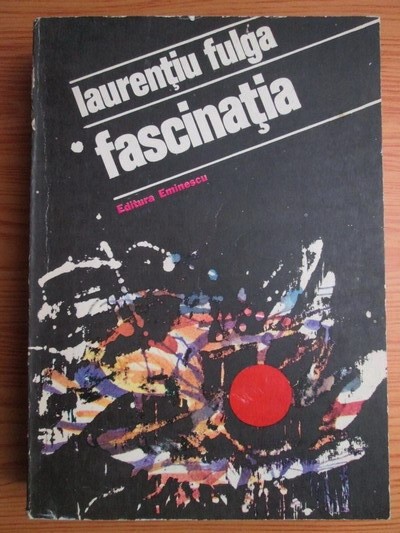 laurențiu fulga
fascinația
Editura Eminescu